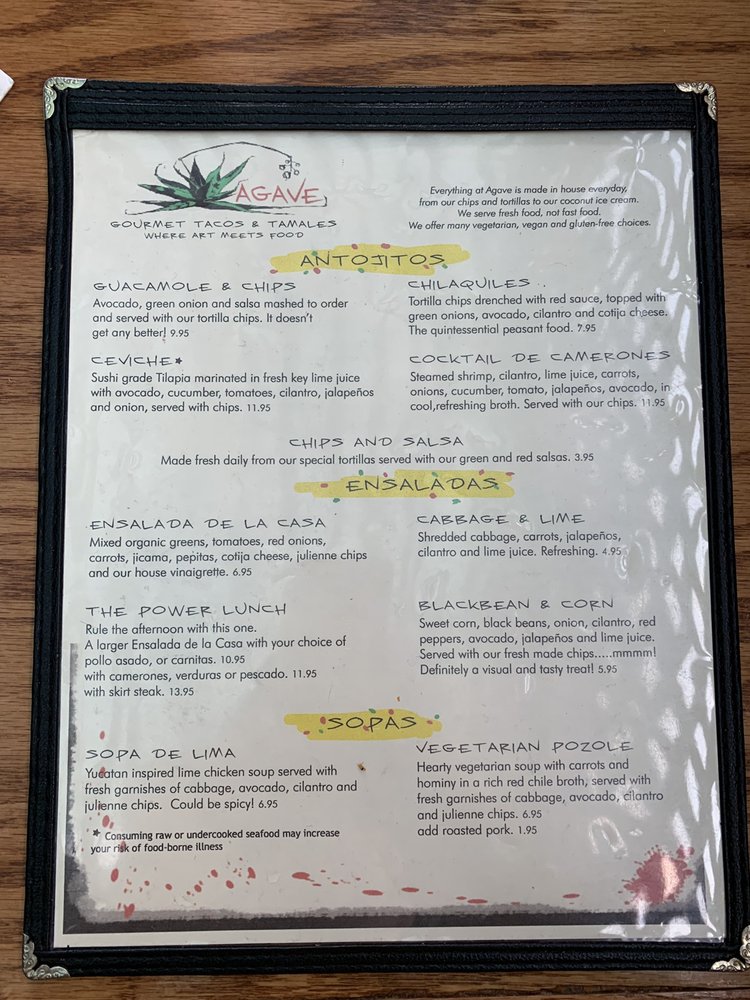 AGAVE
GOURMET TACOS & TAMALES
WHERE ART MEETS FOOD
Everything at Agave is made in house everyday,
from our chips and tortillas to our coconut ice cream.
We serve fresh food, not fast food.
We offer many vegetarian, vegan and gluten-free choices.
ANTOJITOS
GUACAMOLE & CHIPS
Avocado, green onion and salsa mashed to order
and served with our tortilla chips. It doesn't
get any better! 9.95
CHILAQUILES
Tortilla chips drenched with red sauce, topped with
green onions, avocado, cilantro and cotija cheese.
The quintessential peasant food. 7.95
CEVICHE*
Sushi grade Tilapia marinated in fresh key lime juice
with avocado, cucumber, tomatoes, cilantro, jalapeños
and onion, served with chips. 11.95
COCKTAIL DE CAMERONES
Steamed shrimp, cilantro, lime juice, carrots,
onions, cucumber, tomato, jalapeños, avocado, in
cool,refreshing broth. Served with our chips. 11.95
CHIPS AND SALSA
Made fresh daily from our special tortillas served with our green and red salsas. 3.95
ENSALADAS
ENSALADA DE LA CASA
Mixed organic greens, tomatoes, red onions,
carrots, jicama, pepitas, cotija cheese, julienne chips
and our house vinaigrette. 6.95
CABBAGE & LIME
Shredded cabbage, carrots, jalapeños,
cilantro and lime juice. Refreshing. 4.95
THE POWER LUNCH
Rule the afternoon with this one.
A larger Ensalada de la Casa with your choice of
pollo asado, or carnitas. 10.95
with camerones, verduras or pescado. 11.95
with skirt steak. 13.95
BLACKBEAN & CORN
Sweet corn, black beans, onion, cilantro, red
peppers, avocado, jalapeños and lime juice.
Served with our fresh made chips.....mmmm!
Definitely a visual and tasty treat! 5.95
SOPAS
SOPA DE LIMA
Yucatan inspired lime chicken soup served with
fresh garnishes of cabbage, avocado, cilantro and
julienne chips. Could be spicy! 6.95
VEGETARIAN POZOLE
Hearty vegetarian soup with carrots and
hominy in a rich red chile broth, served with
fresh garnishes of cabbage, avocado, cilantro
and julienne chips. 6.95
add roasted pork. 1.95
* Consuming raw or undercooked seafood may increase
your risk of food-borne illness